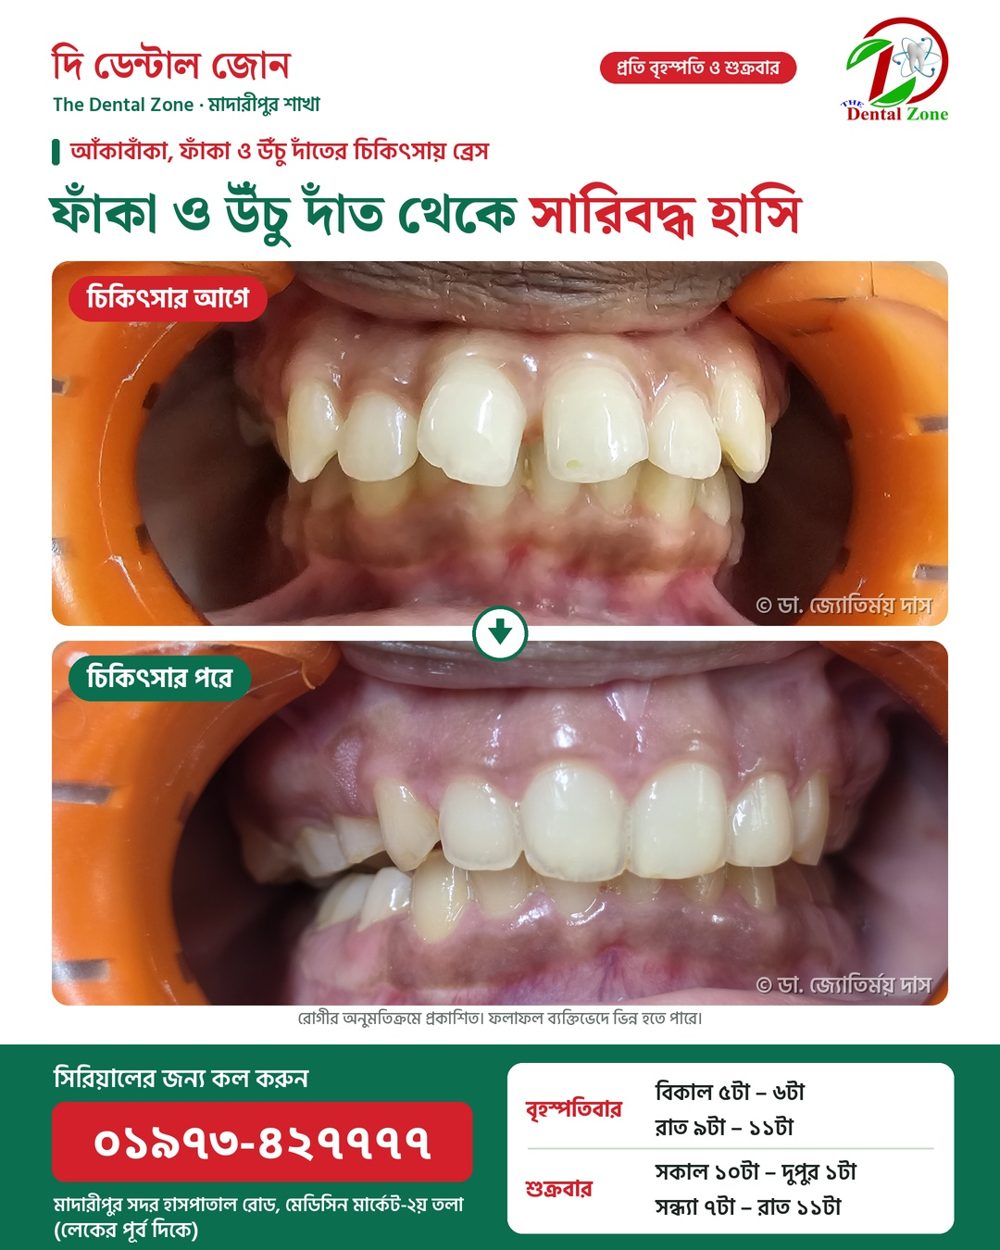 দি ডেন্টাল জোন
The Dental Zone · মাদারীপুর শাখা
প্রতি বৃহস্পতি ও শুক্রবার
THE
Dental Zone
আঁকাবাঁকা, ফাঁকা ও উঁচু দাঁতের চিকিৎসায় ব্রেস
ফাঁকা ও উঁচু দাঁত থেকে সারিবদ্ধ হাসি
চিকিৎসার আগে
© ডা. জ্যোতির্ময় দাস
চিকিৎসার পরে
© ডা. জ্যোতির্ময় দাস
রোগীর অনুমতিক্রমে প্রকাশিত। ফলাফল ব্যক্তিভেদে ভিন্ন হতে পারে।
সিরিয়ালের জন্য কল করুন
০১৯৭৩-৪২৭৭৭৭
মাদারীপুর সদর হাসপাতাল রোড, মেডিসিন মার্কেট-২য় তলা
(লেকের পূর্ব দিকে)
বৃহস্পতিবার
বিকাল ৫টা – ৬টা
রাত ৯টা – ১১টা
শুক্রবার
সকাল ১০টা – দুপুর ১টা
সন্ধ্যা ৭টা – রাত ১১টা